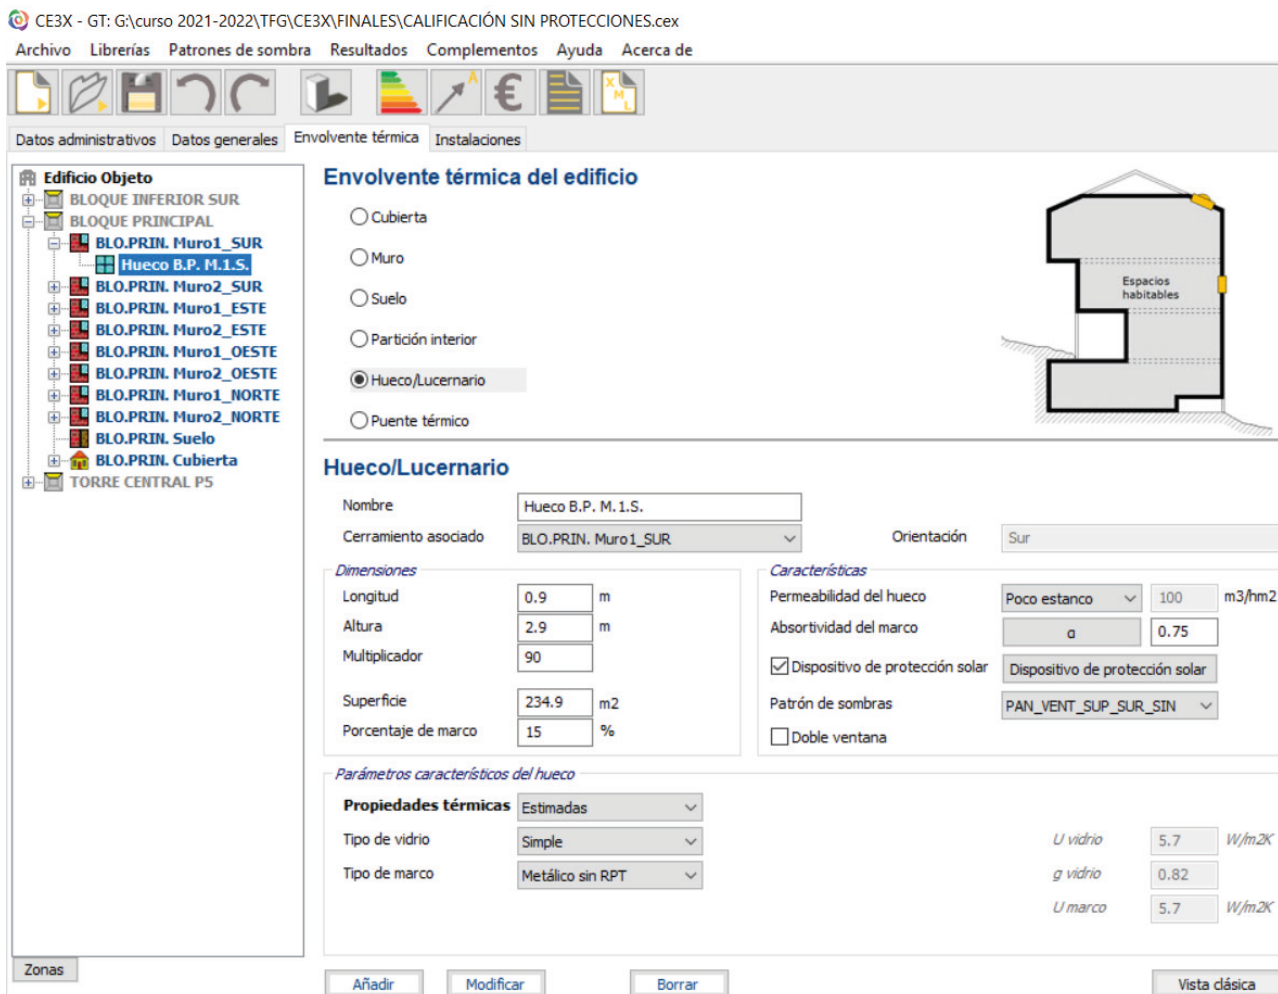 CE3X - GT: G:\curso 2021-2022\TFG\CE3X\FINALES\CALIFICACIÓN SIN PROTECCIONES.cex
Archivo Librerías Patrones de sombra Resultados Complementos Ayuda Acerca de
A € XML
Datos administrativos Datos generales Envolvente térmica Instalaciones
Edificio Objeto
BLOQUE INFERIOR SUR
BLOQUE PRINCIPAL
BLO.PRIN. Muro1_SUR
Hueco B.P. M.1.S.
BLO.PRIN. Muro2_SUR
BLO.PRIN. Muro1_ESTE
BLO.PRIN. Muro2_ESTE
BLO.PRIN. Muro1_OESTE
BLO.PRIN. Muro2_OESTE
BLO.PRIN. Muro1_NORTE
BLO.PRIN. Muro2_NORTE
BLO.PRIN. Suelo
BLO.PRIN. Cubierta
TORRE CENTRAL P5
Zonas
Envolvente térmica del edificio
Cubierta
Muro
Suelo
Partición interior
Hueco/Lucernario
Puente térmico
Espacios
habitables
Hueco/Lucernario
Nombre Hueco B.P. M.1.S.
Cerramiento asociado BLO.PRIN. Muro1_SUR Orientación Sur
Dimensiones
Longitud 0.9 m
Altura 2.9 m
Multiplicador 90
Superficie 234.9 m2
Porcentaje de marco 15 %
Características
Permeabilidad del hueco Poco estanco 100 m3/hm2
Absortividad del marco α 0.75
Dispositivo de protección solar Dispositivo de protección solar
Patrón de sombras PAN_VENT_SUP_SUR_SIN
Doble ventana
Parámetros característicos del hueco
Propiedades térmicas Estimadas
Tipo de vidrio Simple
Tipo de marco Metálico sin RPT
U vidrio 5.7 W/m2K
g vidrio 0.82
U marco 5.7 W/m2K
Añadir Modificar Borrar Vista clásica